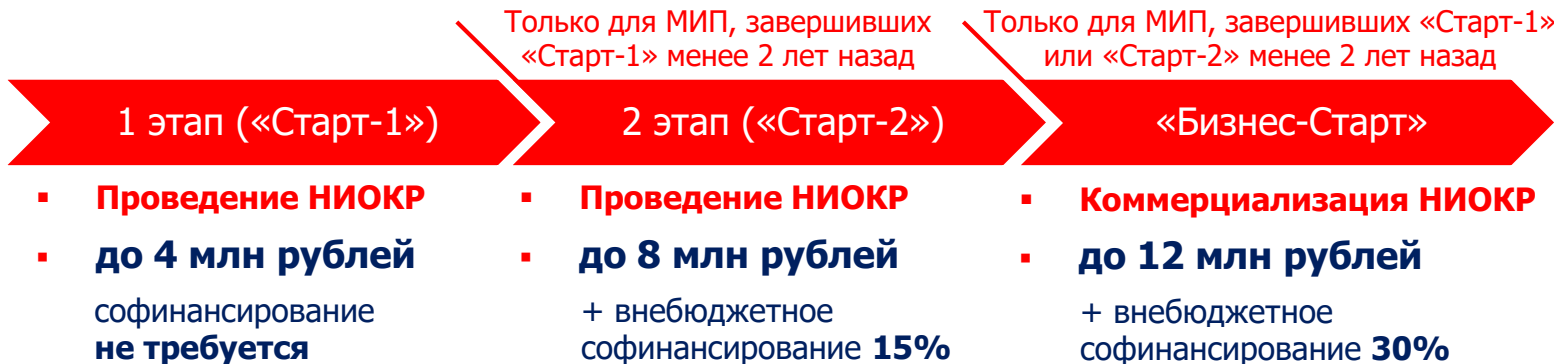 Только для МИП, завершивших
«Старт-1» менее 2 лет назад
Только для МИП, завершивших «Старт-1»
или «Старт-2» менее 2 лет назад
1 этап («Старт-1»)
2 этап («Старт-2»)
«Бизнес-Старт»
▪ Проведение НИОКР
▪ до 4 млн рублей
софинансирование
не требуется
▪ Проведение НИОКР
▪ до 8 млн рублей
+ внебюджетное
софинансирование 15%
▪ Коммерциализация НИОКР
▪ до 12 млн рублей
+ внебюджетное
софинансирование 30%